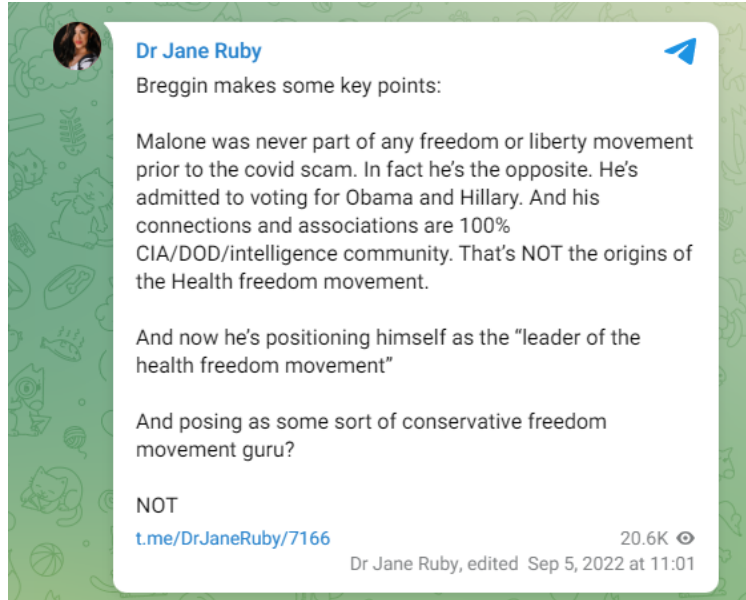 Dr Jane Ruby
Breggin makes some key points:
Malone was never part of any freedom or liberty movement
prior to the covid scam. In fact he's the opposite. He's
admitted to voting for Obama and Hillary. And his
connections and associations are 100%
CIA/DOD/intelligence community. That's NOT the origins of
the Health freedom movement.
And now he's positioning himself as the “leader of the
health freedom movement”
And posing as some sort of conservative freedom
movement guru?
NOT
t.me/DrJaneRuby/7166 20.6K
Dr Jane Ruby, edited Sep 5, 2022 at 11:01